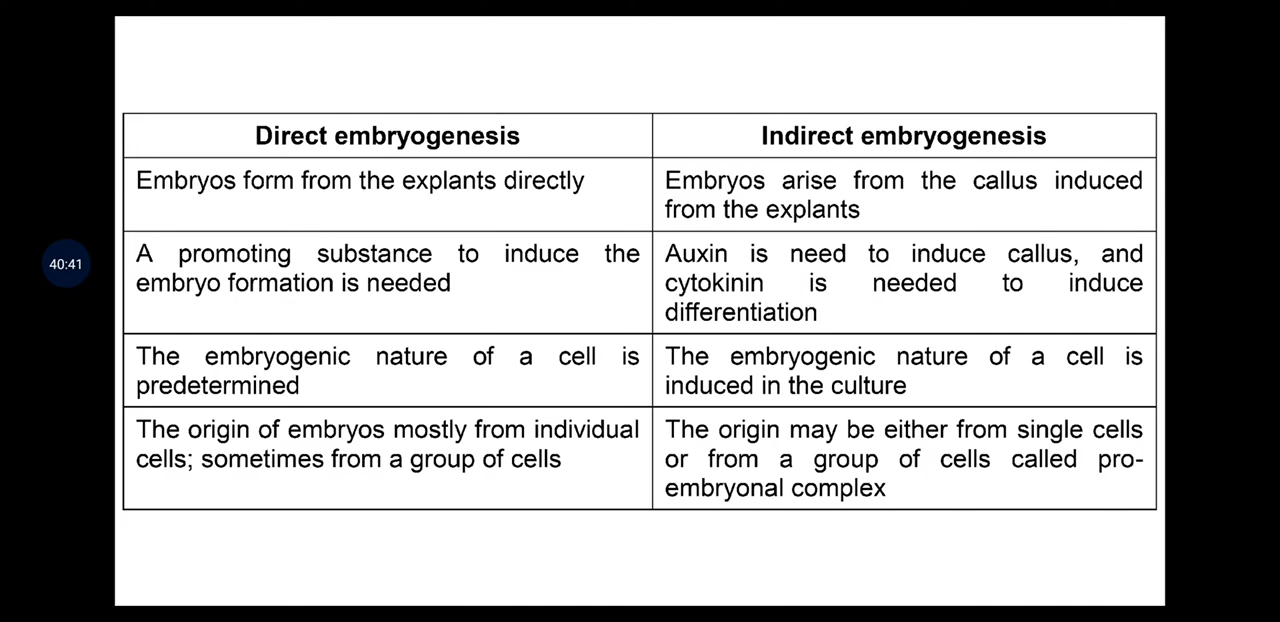 Direct embryogenesis
Indirect embryogenesis
Embryos form from the explants directly
Embryos arise from the callus induced
from the explants
A promoting substance to induce the
embryo formation is needed
Auxin is need to induce callus, and
cytokinin is needed to induce
differentiation
The embryogenic nature of a cell is
predetermined
The embryogenic nature of a cell is
induced in the culture
The origin of embryos mostly from individual
cells; sometimes from a group of cells
The origin may be either from single cells
or from a group of cells called pro-
embryonal complex
40:41